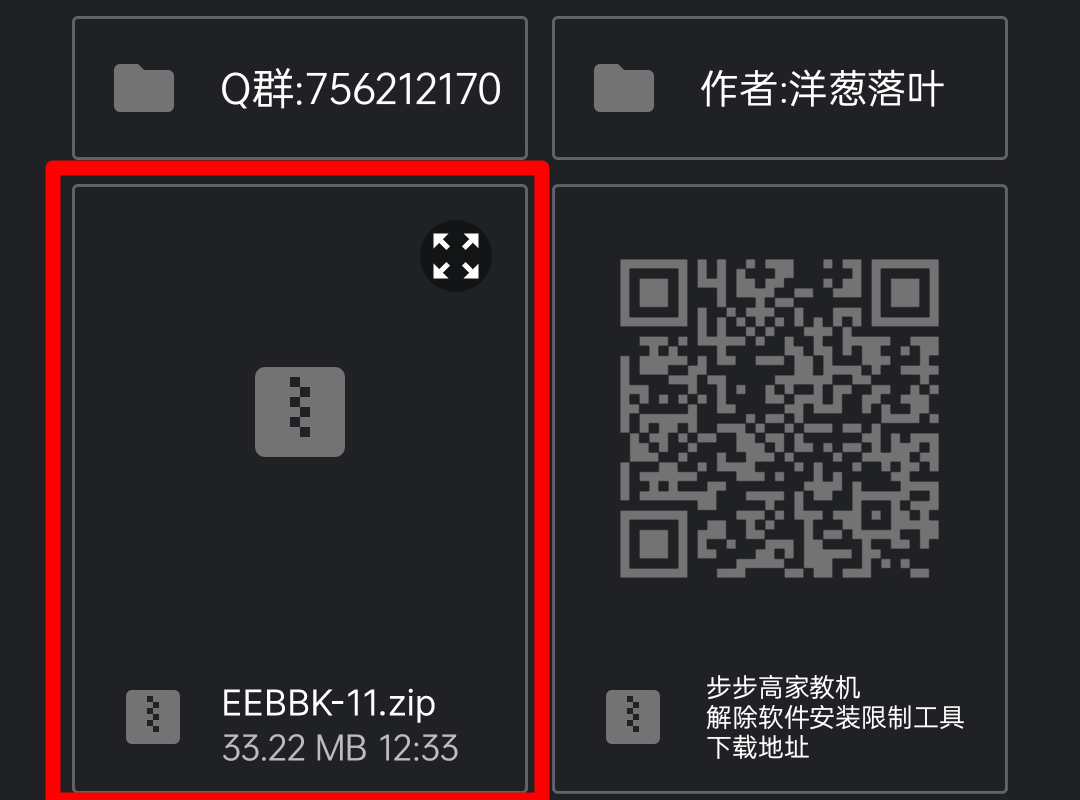 Q群:756212170
作者:洋葱落叶
EEBBK-11.zip
33.22 MB 12:33
步步高家教机
解除软件安装限制工具
下载地址